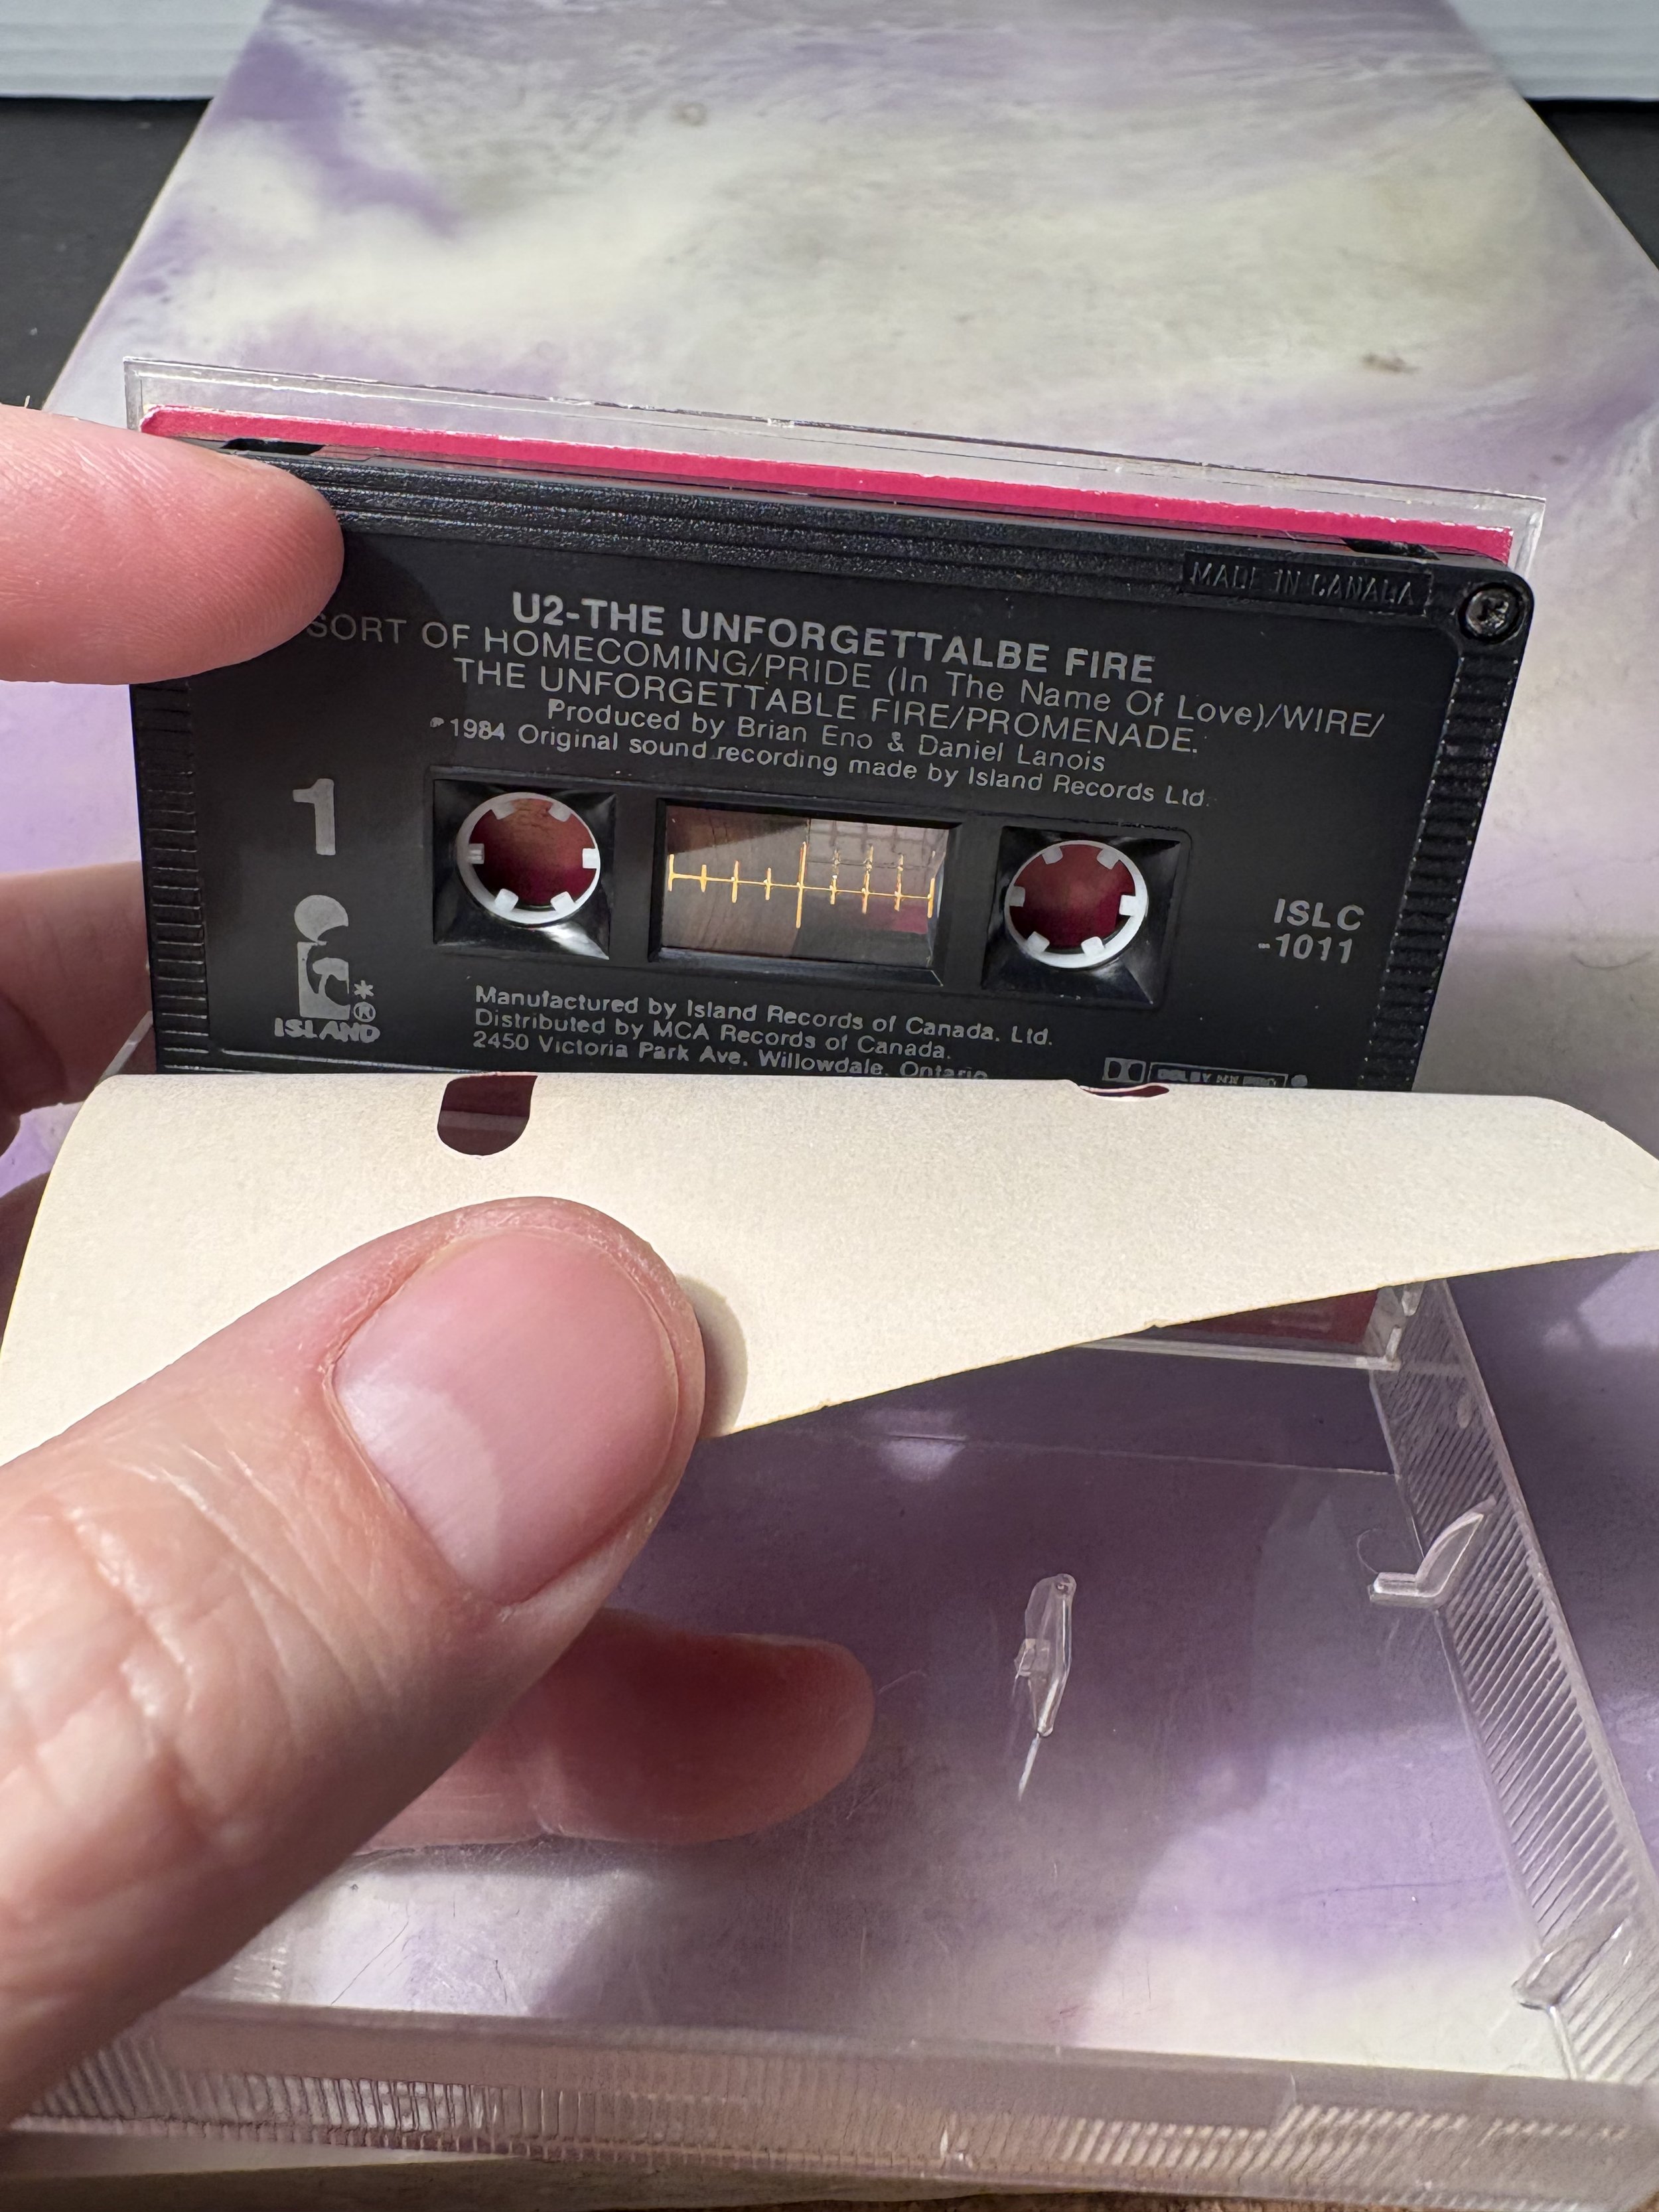 MADE IN CANADA
U2-THE UNFORGETTALBE FIRE
SORT OF HOMECOMING/PRIDE (In The Name Of Love)/WIRE/
THE UNFORGETTABLE FIRE/PROMENADE.
Produced by Brian Eno & Daniel Lanois
℗1984 Original sound recording made by Island Records Ltd.
1
ISLC
-1011
ISLAND®
Manufactured by Island Records of Canada, Ltd.
Distributed by MCA Records of Canada.
2450 Victoria Park Ave. Willowdale, Ontario
DOLBY HX PRO